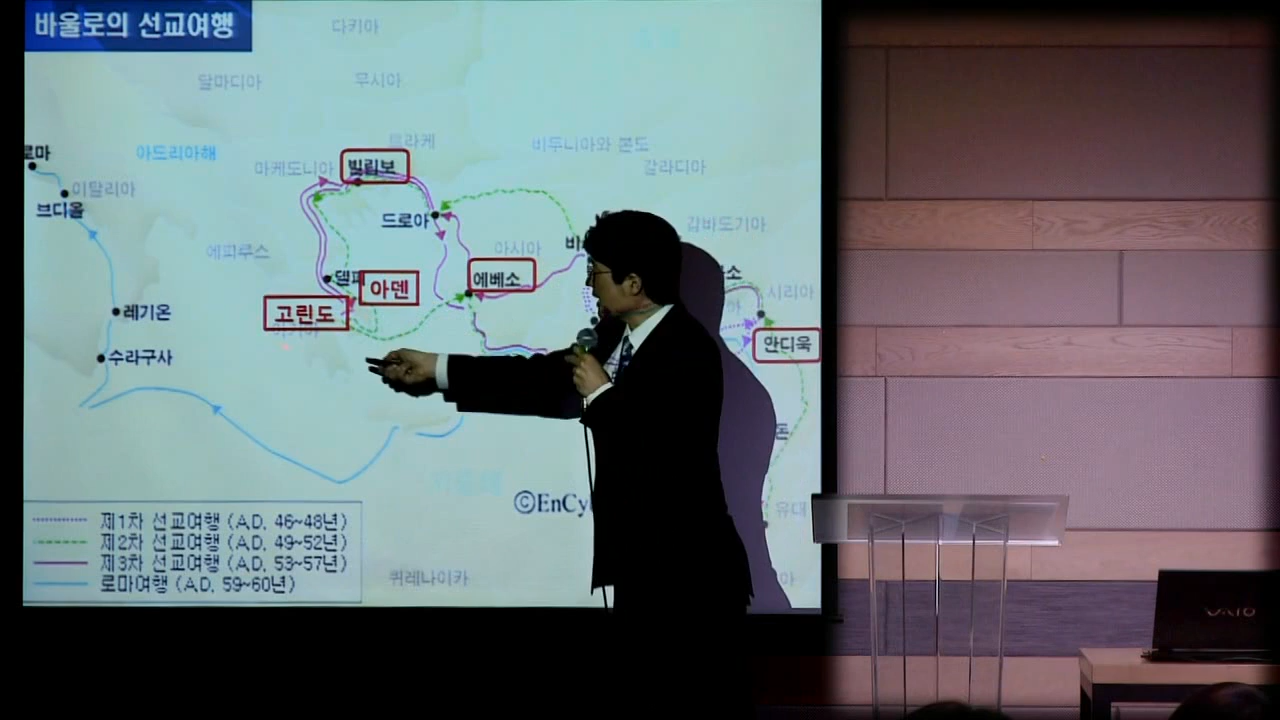 바울로의 선교여행
다키아
달마디아
무시아
트라케
비두니아와 본도
로마
아드리아해
마케도니아
빌립보
갈라디아
이탈리아
브디올
드로아
에피루스
아시아
갑바도기아
델피
아덴
에베소
시리아
고린도
레기온
안디옥
수라구사
돈
©EnCy
유대
제1차 선교여행 (A.D. 46~48년)
제2차 선교여행 (A.D. 49~52년)
제3차 선교여행 (A.D. 53~57년)
로마여행 (A.D. 59~60년)
퀴레나이카
VAIO